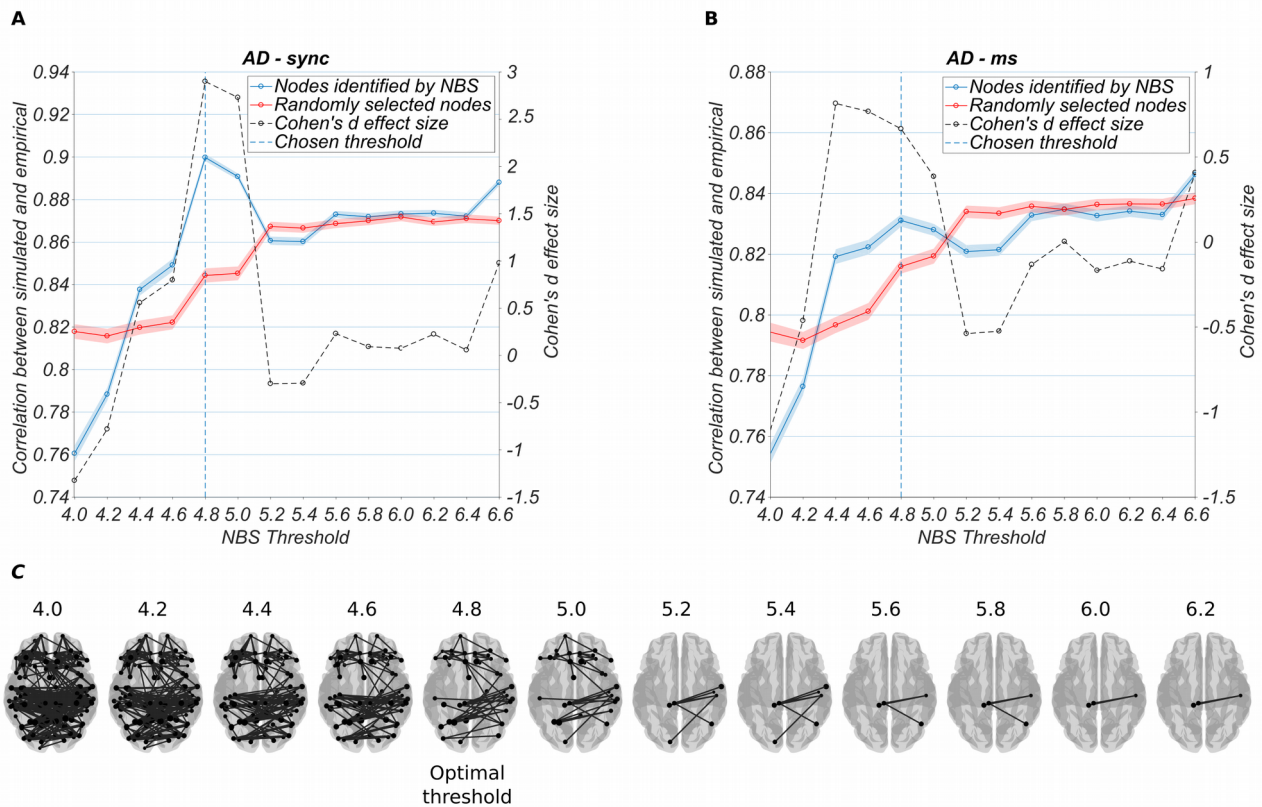 A
B
AD - sync
AD - ms
Correlation between simulated and empirical
0.94
0.92
0.9
0.88
0.86
0.84
0.82
0.8
0.78
0.76
0.74
Nodes identified by NBS
Randomly selected nodes
Cohen's d effect size
Chosen threshold
3
2.5
2
1.5
1
0.5
0
-0.5
-1
-1.5
Cohen's d effect size
4.0 4.2 4.4 4.6 4.8 5.0 5.2 5.4 5.6 5.8 6.0 6.2 6.4 6.6
NBS Threshold
Correlation between simulated and empirical
0.88
0.86
0.84
0.82
0.8
0.78
0.76
0.74
Nodes identified by NBS
Randomly selected nodes
Cohen's d effect size
Chosen threshold
1
0.5
0
-0.5
-1
-1.5
Cohen's d effect size
4.0 4.2 4.4 4.6 4.8 5.0 5.2 5.4 5.6 5.8 6.0 6.2 6.4 6.6
NBS Threshold
C
4.0 4.2 4.4 4.6 4.8 5.0 5.2 5.4 5.6 5.8 6.0 6.2
Optimal
threshold